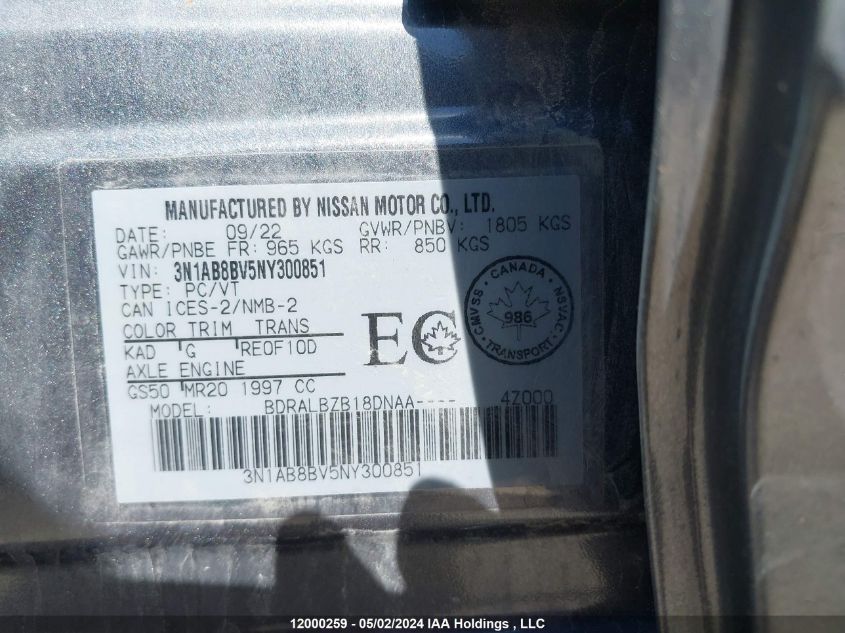 MANUFACTURED BY NISSAN MOTOR CO., LTD.
DATE: 09/22 GVWR/PNBV: 1805 KGS
GAWR/PNBE FR: 965 KGS RR: 850 KGS
VIN: 3N1AB8BV5NY300851
TYPE: PC/VT
CAN ICES-2/NMB-2
COLOR TRIM TRANS
KAD G RE0F10D
AXLE ENGINE
GS50 MR20 1997 CC
EC
CANADA
CMVSS NSVAC
986
TRANSPORT
MODEL: BDRALBZB18DNAA---- 4Z000
3N1AB8BV5NY300851
12000259 - 05/02/2024 IAA Holdings , LLC